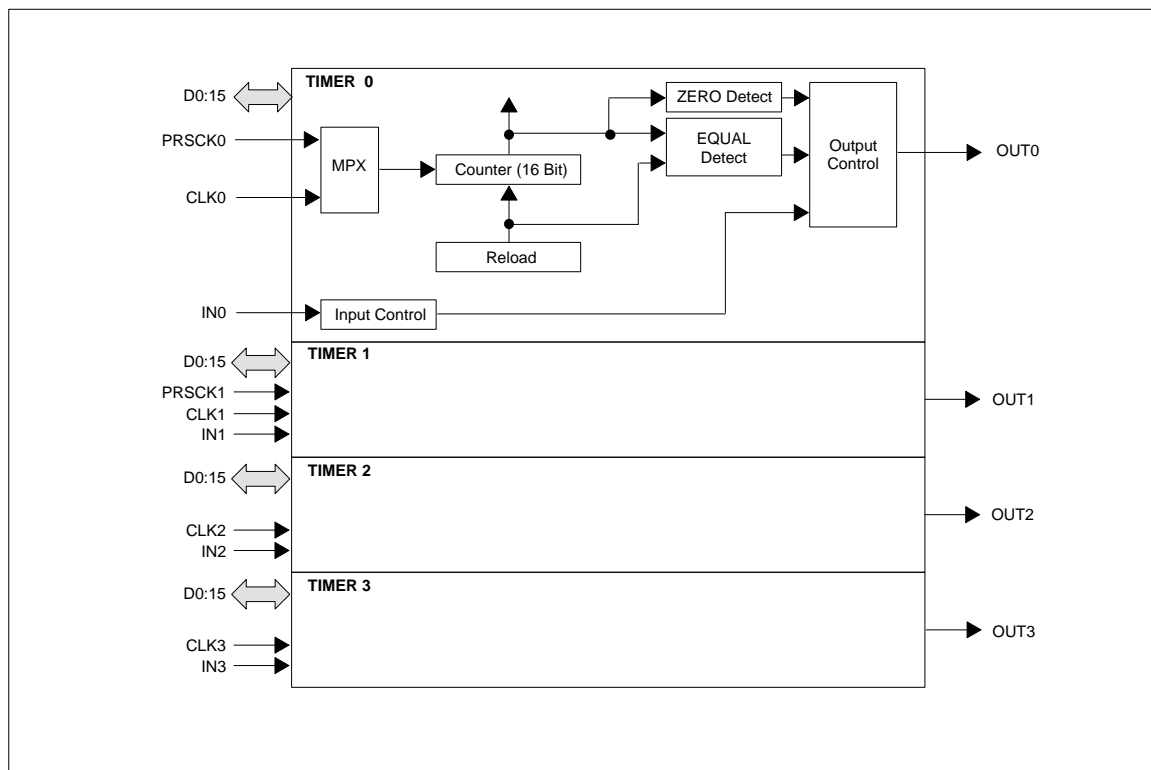 TIMER 0
D0:15
ZERO Detect
PRSCK0
MPX
Counter (16 Bit)
EQUAL
Detect
Output
Control
OUT0
CLK0
Reload
IN0
Input Control
TIMER 1
D0:15
PRSCK1
CLK1
IN1
OUT1
TIMER 2
D0:15
CLK2
IN2
OUT2
TIMER 3
D0:15
CLK3
IN3
OUT3